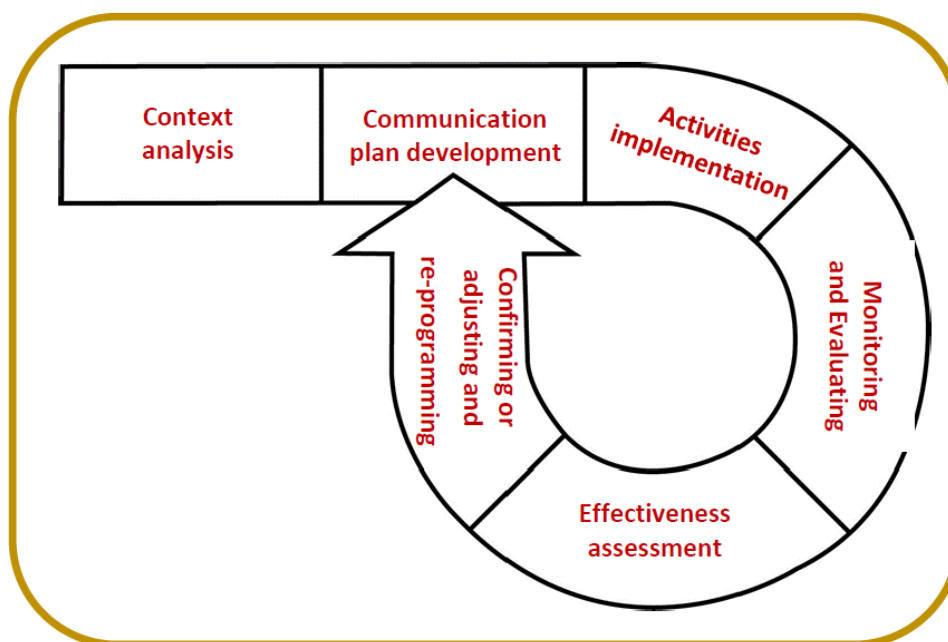 Context
analysis
Communication
plan development
Activities
implementation
Monitoring
and Evaluating
Effectiveness
assessment
Confirming or
adjusting and
re-programming